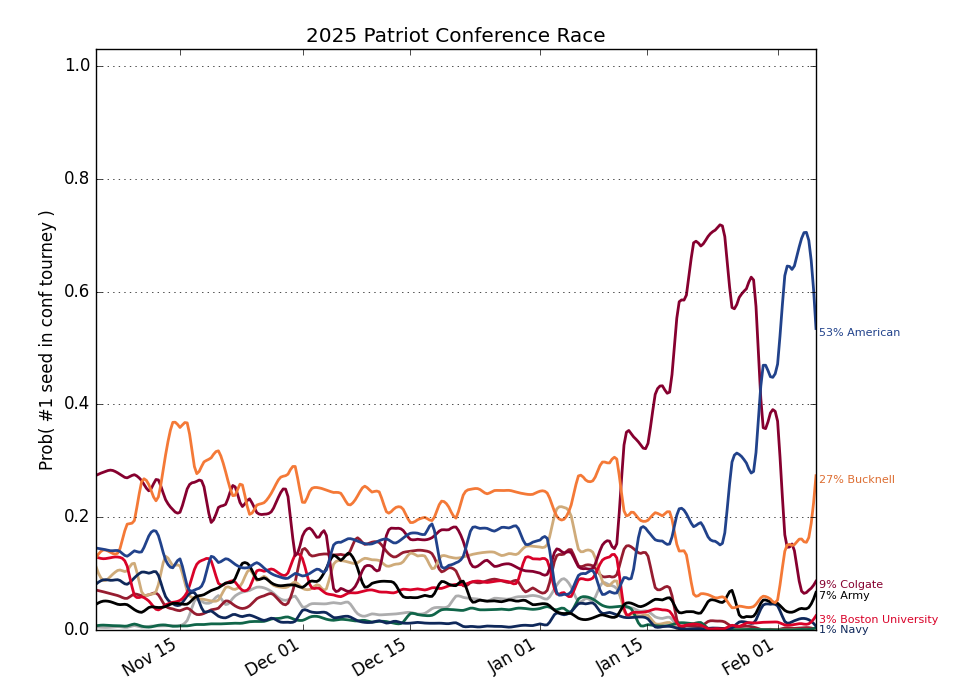 2025 Patriot Conference Race
Prob( #1 seed in conf tourney )
1.0
0.8
0.6
0.4
0.2
0.0
Nov 15
Dec 01
Dec 15
Jan 01
Jan 15
Feb 01
53% American
27% Bucknell
9% Colgate
7% Army
3% Boston University
1% Navy